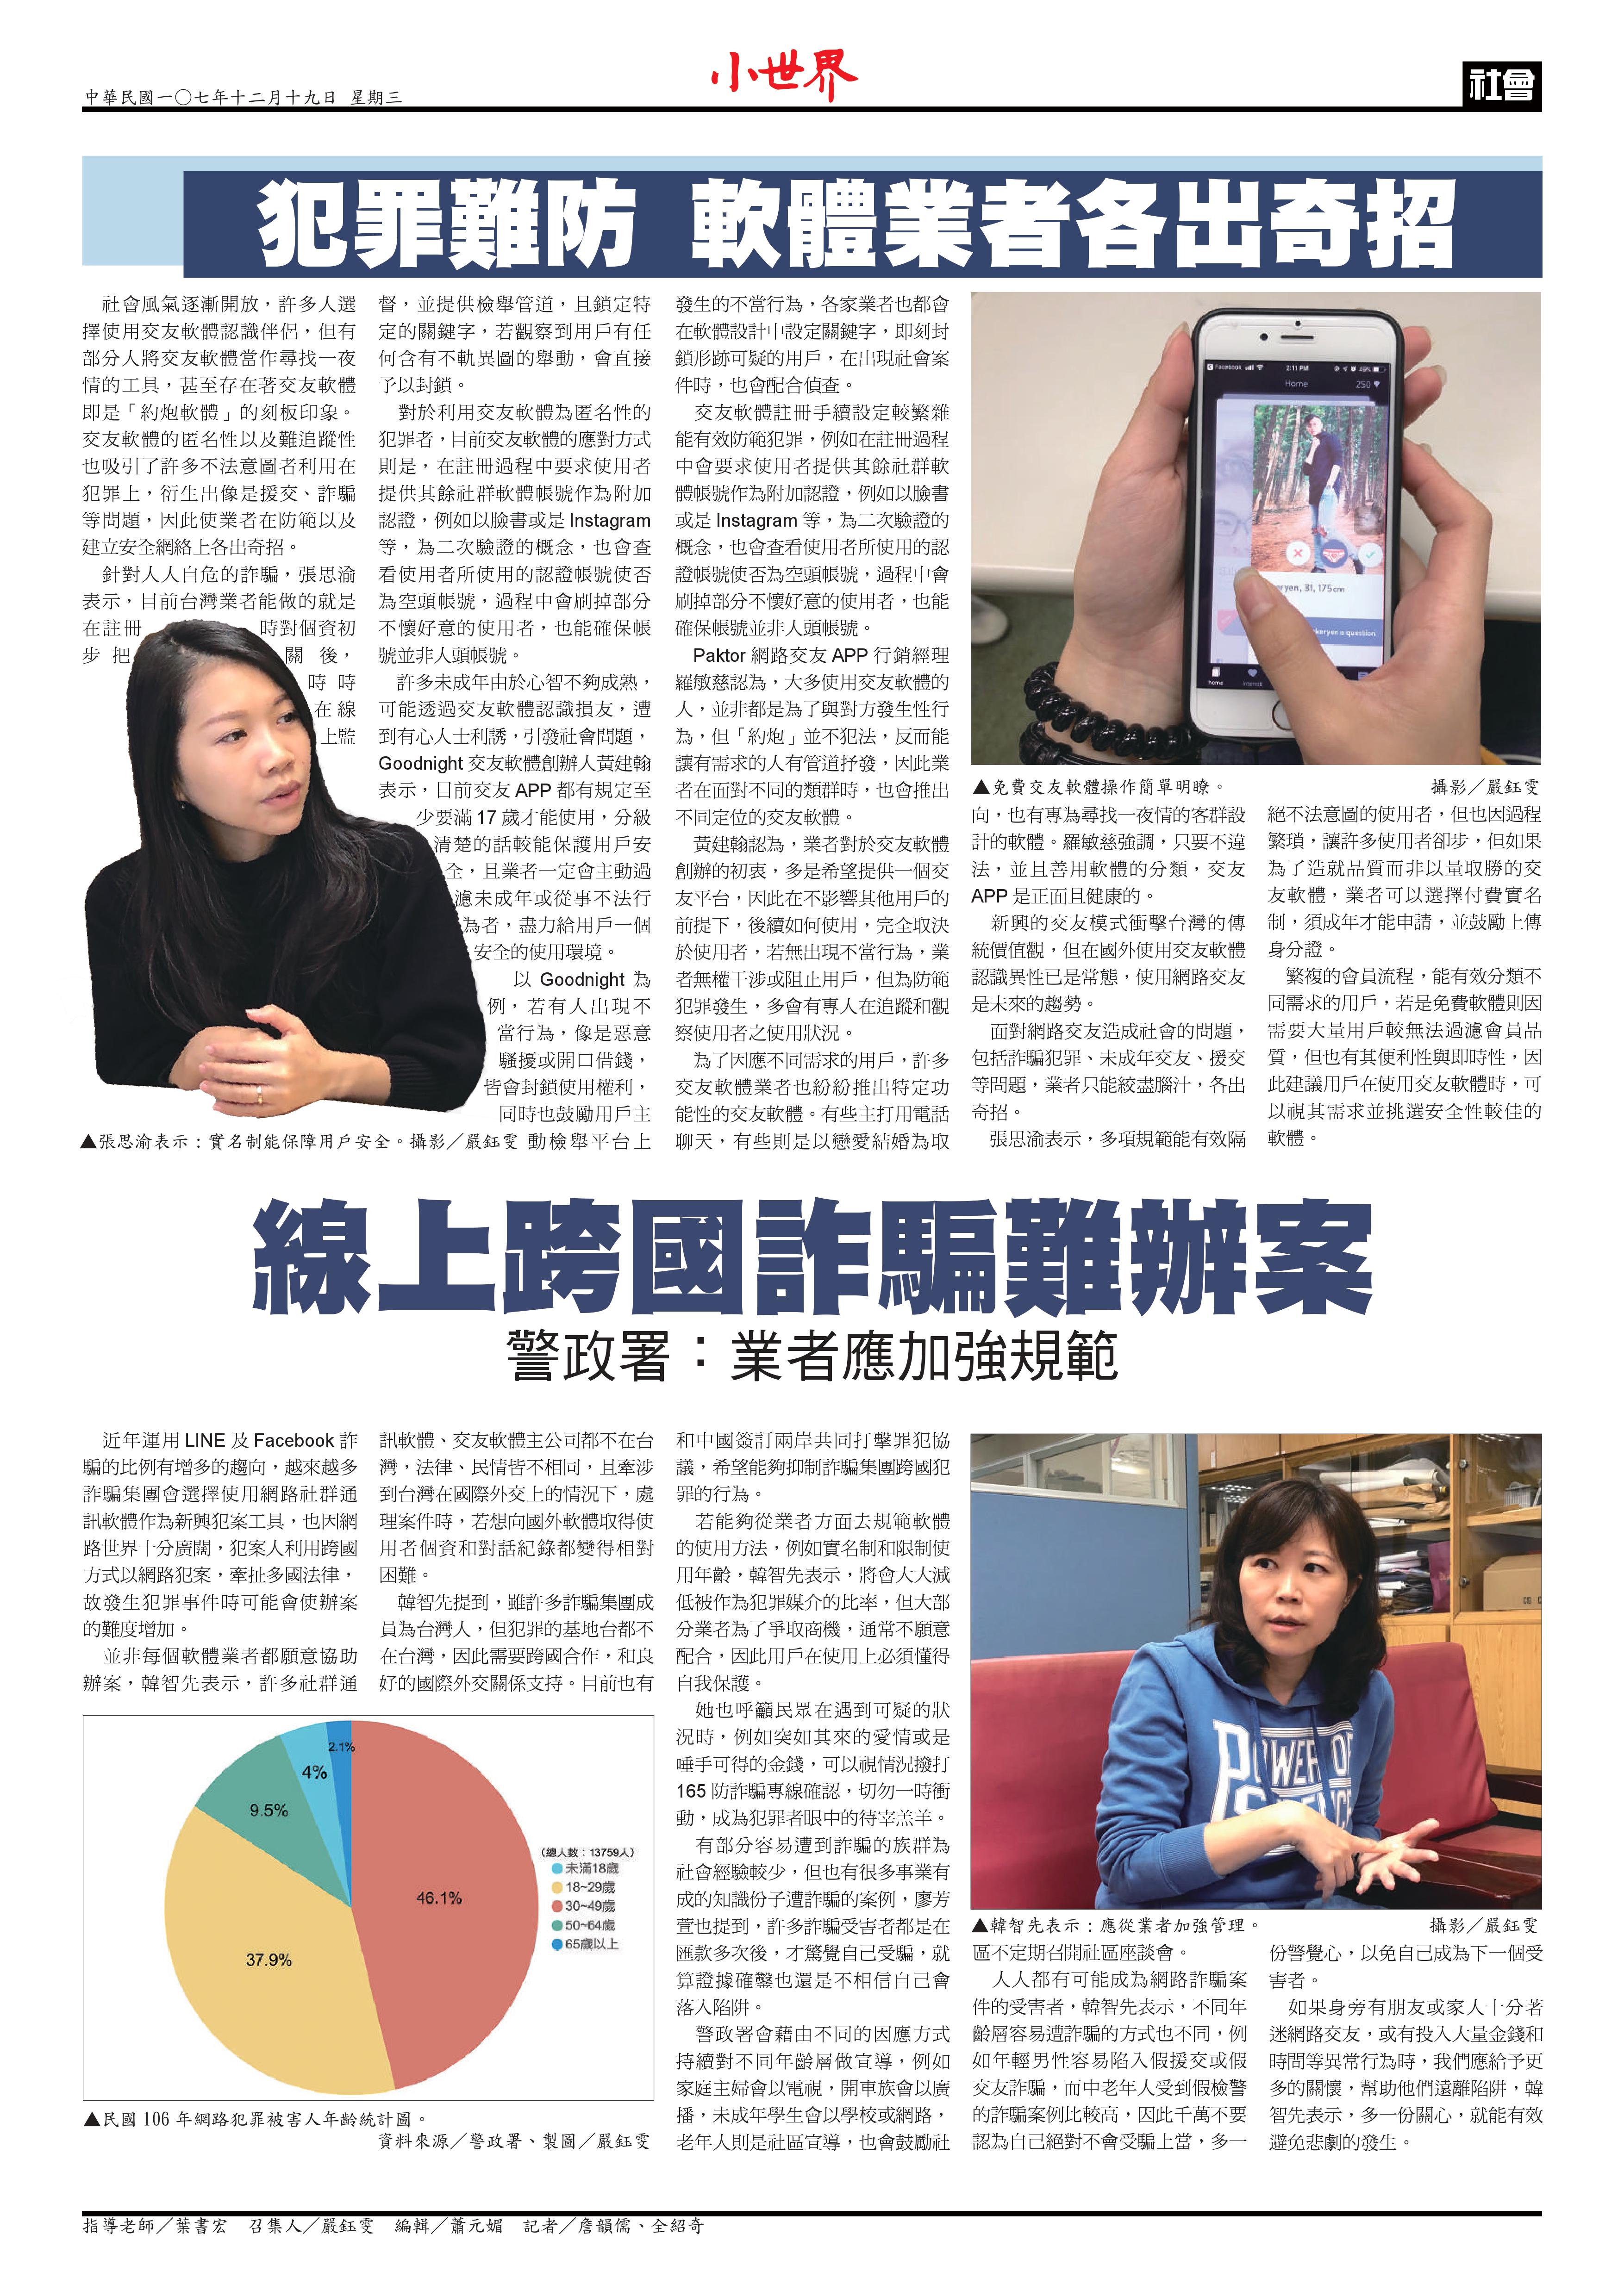 中華民國一〇七年十二月十九日 星期三
小世界
社會
犯罪難防 軟體業者各出奇招
社會風氣逐漸開放，許多人選
擇使用交友軟體認識伴侶，但有
部分人將交友軟體當作尋找一夜
情的工具，甚至存在著交友軟體
即是「約炮軟體」的刻板印象。
交友軟體的匿名性以及難追蹤性
也吸引了許多不法意圖者利用在
犯罪上，衍生出像是援交、詐騙
等問題，因此使業者在防範以及
建立安全網絡上各出奇招。
針對人人自危的詐騙，張思渝
表示，目前台灣業者能做的就是
在註冊時對個資初
步把關後，
時時
在線
上監
▲張思渝表示：實名制能保障用戶安全。攝影／嚴鈺雯
督，並提供檢舉管道，且鎖定特
定的關鍵字，若觀察到用戶有任
何含有不軌異圖的舉動，會直接
予以封鎖。
對於利用交友軟體為匿名性的
犯罪者，目前交友軟體的應對方式
則是，在註冊過程中要求使用者
提供其餘社群軟體帳號作為附加
認證，例如以臉書或是 Instagram
等，為二次驗證的概念，也會查
看使用者所使用的認證帳號使否
為空頭帳號，過程中會刷掉部分
不懷好意的使用者，也能確保帳
號並非人頭帳號。
許多未成年由於心智不夠成熟，
可能透過交友軟體認識損友，遭
到有心人士利誘，引發社會問題，
Goodnight 交友軟體創辦人黃建翰
表示，目前交友 APP 都有規定至
少要滿 17 歲才能使用，分級
清楚的話較能保護用戶安
全，且業者一定會主動過
濾未成年或從事不法行
為者，盡力給用戶一個
安全的使用環境。
以 Goodnight 為
例，若有人出現不
當行為，像是惡意
騷擾或開口借錢，
皆會封鎖使用權利，
同時也鼓勵用戶主
動檢舉平台上
發生的不當行為，各家業者也都會
在軟體設計中設定關鍵字，即刻封
鎖形跡可疑的用戶，在出現社會案
件時，也會配合偵查。
交友軟體註冊手續設定較繁雜
能有效防範犯罪，例如在註冊過程
中會要求使用者提供其餘社群軟
體帳號作為附加認證，例如以臉書
或是 Instagram 等，為二次驗證的
概念，也會查看使用者所使用的認
證帳號使否為空頭帳號，過程中會
刷掉部分不懷好意的使用者，也能
確保帳號並非人頭帳號。
Paktor 網路交友 APP 行銷經理
羅敏慈認為，大多使用交友軟體的
人，並非都是為了與對方發生性行
為，但「約炮」並不犯法，反而能
讓有需求的人有管道抒發，因此業
者在面對不同的類群時，也會推出
不同定位的交友軟體。
黃建翰認為，業者對於交友軟體
創辦的初衷，多是希望提供一個交
友平台，因此在不影響其他用戶的
前提下，後續如何使用，完全取決
於使用者，若無出現不當行為，業
者無權干涉或阻止用戶，但為防範
犯罪發生，多會有專人在追蹤和觀
察使用者之使用狀況。
為了因應不同需求的用戶，許多
交友軟體業者也紛紛推出特定功
能性的交友軟體。有些主打用電話
聊天，有些則是以戀愛結婚為取
Facebook 2:11 PM 49%
Home 250
eryen, 31, 175cm
keryen a question
home
▲免費交友軟體操作簡單明瞭。 攝影／嚴鈺雯
向，也有專為尋找一夜情的客群設
計的軟體。羅敏慈強調，只要不違
法，並且善用軟體的分類，交友
APP 是正面且健康的。
新興的交友模式衝擊台灣的傳
統價值觀，但在國外使用交友軟體
認識異性已是常態，使用網路交友
是未來的趨勢。
面對網路交友造成社會的問題，
包括詐騙犯罪、未成年交友、援交
等問題，業者只能絞盡腦汁，各出
奇招。
張思渝表示，多項規範能有效隔
絕不法意圖的使用者，但也因過程
繁瑣，讓許多使用者卻步，但如果
為了造就品質而非以量取勝的交
友軟體，業者可以選擇付費實名
制，須成年才能申請，並鼓勵上傳
身分證。
繁複的會員流程，能有效分類不
同需求的用戶，若是免費軟體則因
需要大量用戶較無法過濾會員品
質，但也有其便利性與即時性，因
此建議用戶在使用交友軟體時，可
以視其需求並挑選安全性較佳的
軟體。
線上跨國詐騙難辦案
警政署：業者應加強規範
近年運用 LINE 及 Facebook 詐
騙的比例有增多的趨向，越來越多
詐騙集團會選擇使用網路社群通
訊軟體作為新興犯案工具，也因網
路世界十分廣闊，犯案人利用跨國
方式以網路犯案，牽扯多國法律，
故發生犯罪事件時可能會使辦案
的難度增加。
並非每個軟體業者都願意協助
辦案，韓智先表示，許多社群通
訊軟體、交友軟體主公司都不在台
灣，法律、民情皆不相同，且牽涉
到台灣在國際外交上的情況下，處
理案件時，若想向國外軟體取得使
用者個資和對話紀錄都變得相對
困難。
韓智先提到，雖許多詐騙集團成
員為台灣人，但犯罪的基地台都不
在台灣，因此需要跨國合作，和良
好的國際外交關係支持。目前也有
2.1%
4%
9.5%
46.1%
37.9%
（總人數：13759人）
未滿18歲
18~29歲
30~49歲
50~64歲
65歲以上
▲民國 106 年網路犯罪被害人年齡統計圖。
資料來源／警政署、製圖／嚴鈺雯
和中國簽訂兩岸共同打擊罪犯協
議，希望能夠抑制詐騙集團跨國犯
罪的行為。
若能夠從業者方面去規範軟體
的使用方法，例如實名制和限制使
用年齡，韓智先表示，將會大大減
低被作為犯罪媒介的比率，但大部
分業者為了爭取商機，通常不願意
配合，因此用戶在使用上必須懂得
自我保護。
她也呼籲民眾在遇到可疑的狀
況時，例如突如其來的愛情或是
唾手可得的金錢，可以視情況撥打
165 防詐騙專線確認，切勿一時衝
動，成為犯罪者眼中的待宰羔羊。
有部分容易遭到詐騙的族群為
社會經驗較少，但也有很多事業有
成的知識份子遭詐騙的案例，廖芳
萱也提到，許多詐騙受害者都是在
匯款多次後，才驚覺自己受騙，就
算證據確鑿也還是不相信自己會
落入陷阱。
警政署會藉由不同的因應方式
持續對不同年齡層做宣導，例如
家庭主婦會以電視，開車族會以廣
播，未成年學生會以學校或網路，
老年人則是社區宣導，也會鼓勵社
POWER OF
▲韓智先表示：應從業者加強管理。 攝影／嚴鈺雯
區不定期召開社區座談會。
人人都有可能成為網路詐騙案
件的受害者，韓智先表示，不同年
齡層容易遭詐騙的方式也不同，例
如年輕男性容易陷入假援交或假
交友詐騙，而中老年人受到假檢警
的詐騙案例比較高，因此千萬不要
認為自己絕對不會受騙上當，多一
份警覺心，以免自己成為下一個受
害者。
如果身旁有朋友或家人十分著
迷網路交友，或有投入大量金錢和
時間等異常行為時，我們應給予更
多的關懷，幫助他們遠離陷阱，韓
智先表示，多一份關心，就能有效
避免悲劇的發生。
指導老師／葉書宏 召集人／嚴鈺雯 編輯／蕭元媚 記者／詹韻儒、全紹奇